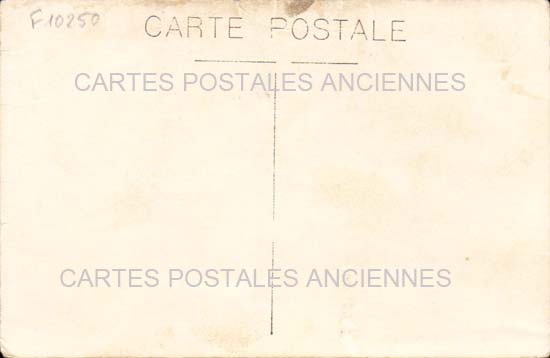 F10250
CARTE POSTALE
CARTES POSTALES ANCIENNES
CARTES POSTALES ANCIENNES